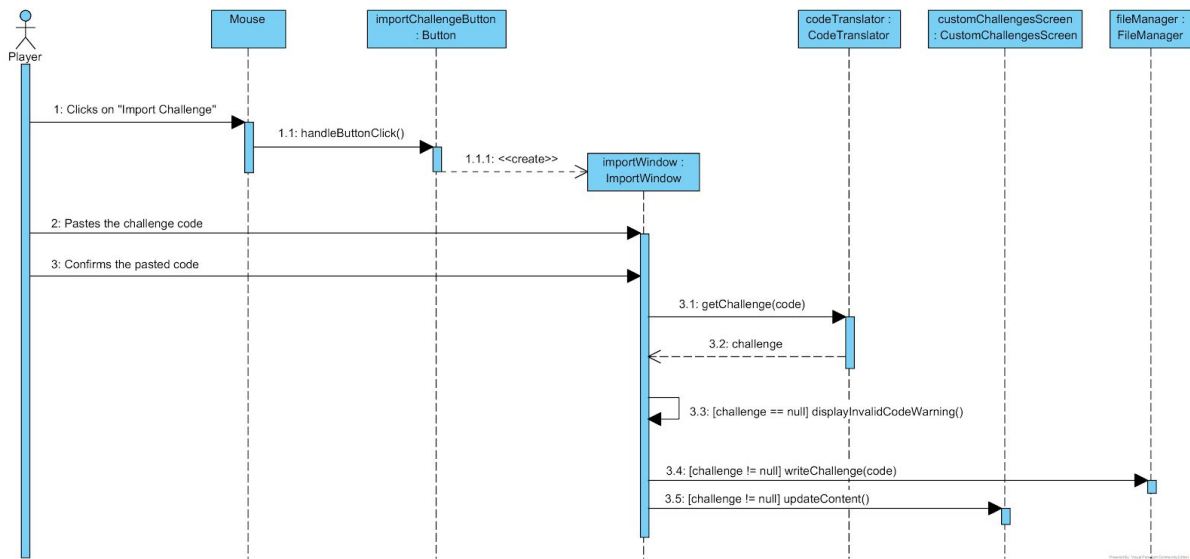 Mouse
importChallengeButton
: Button
codeTranslator :
CodeTranslator
customChallengesScreen
: CustomChallengesScreen
fileManager :
FileManager
Player
1: Clicks on "Import Challenge"
1.1: handleButtonClick()
1.1.1: <<create>>
importWindow :
ImportWindow
2: Pastes the challenge code
3: Confirms the pasted code
3.1: getChallenge(code)
3.2: challenge
3.3: [challenge == null] displayInvalidCodeWarning()
3.4: [challenge != null] writeChallenge(code)
3.5: [challenge != null] updateContent()